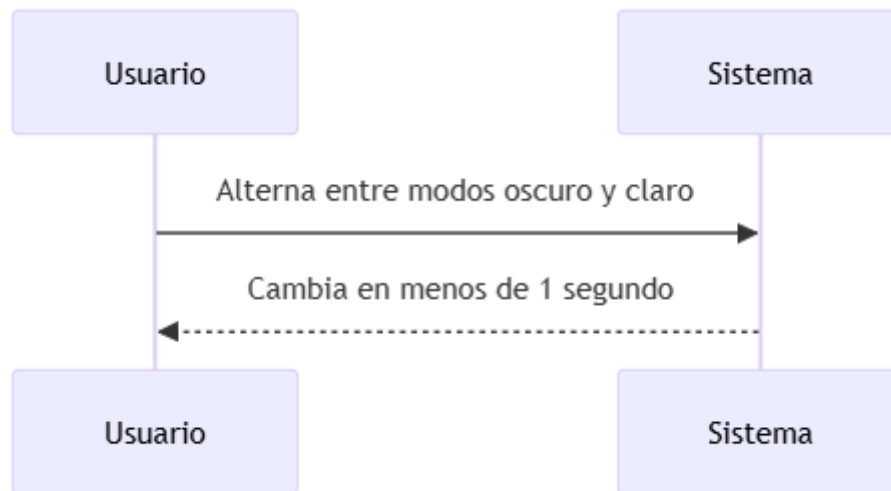 Usuario
Sistema
Alterna entre modos oscuro y claro
Cambia en menos de 1 segundo
Usuario
Sistema